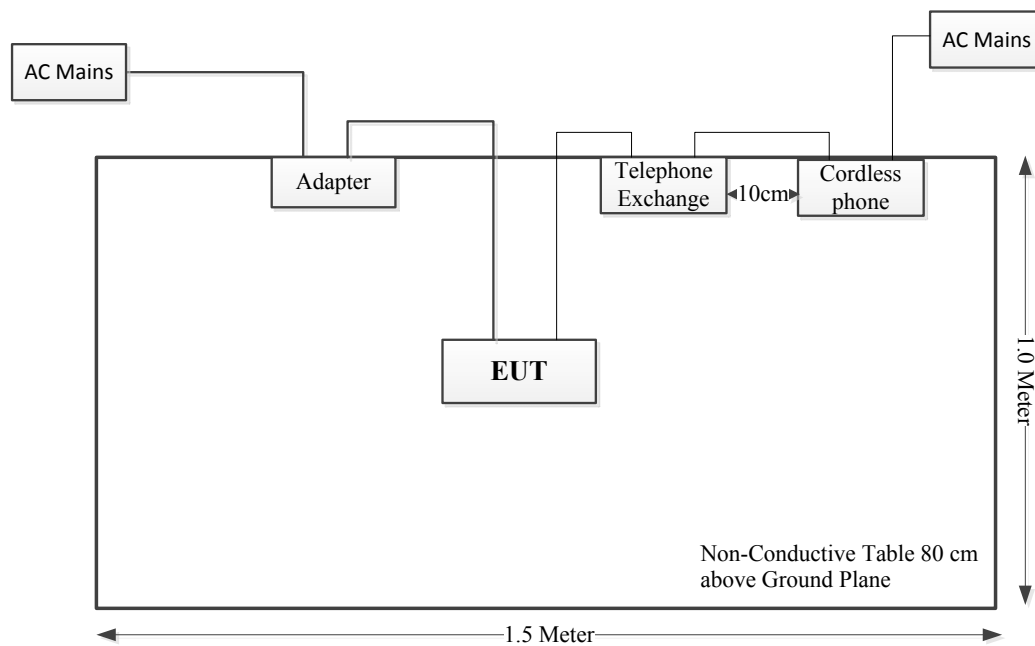 AC Mains
AC Mains
Adapter
Telephone
Exchange
10cm
Cordless
phone
EUT
1.0 Meter
Non-Conductive Table 80 cm
above Ground Plane
1.5 Meter